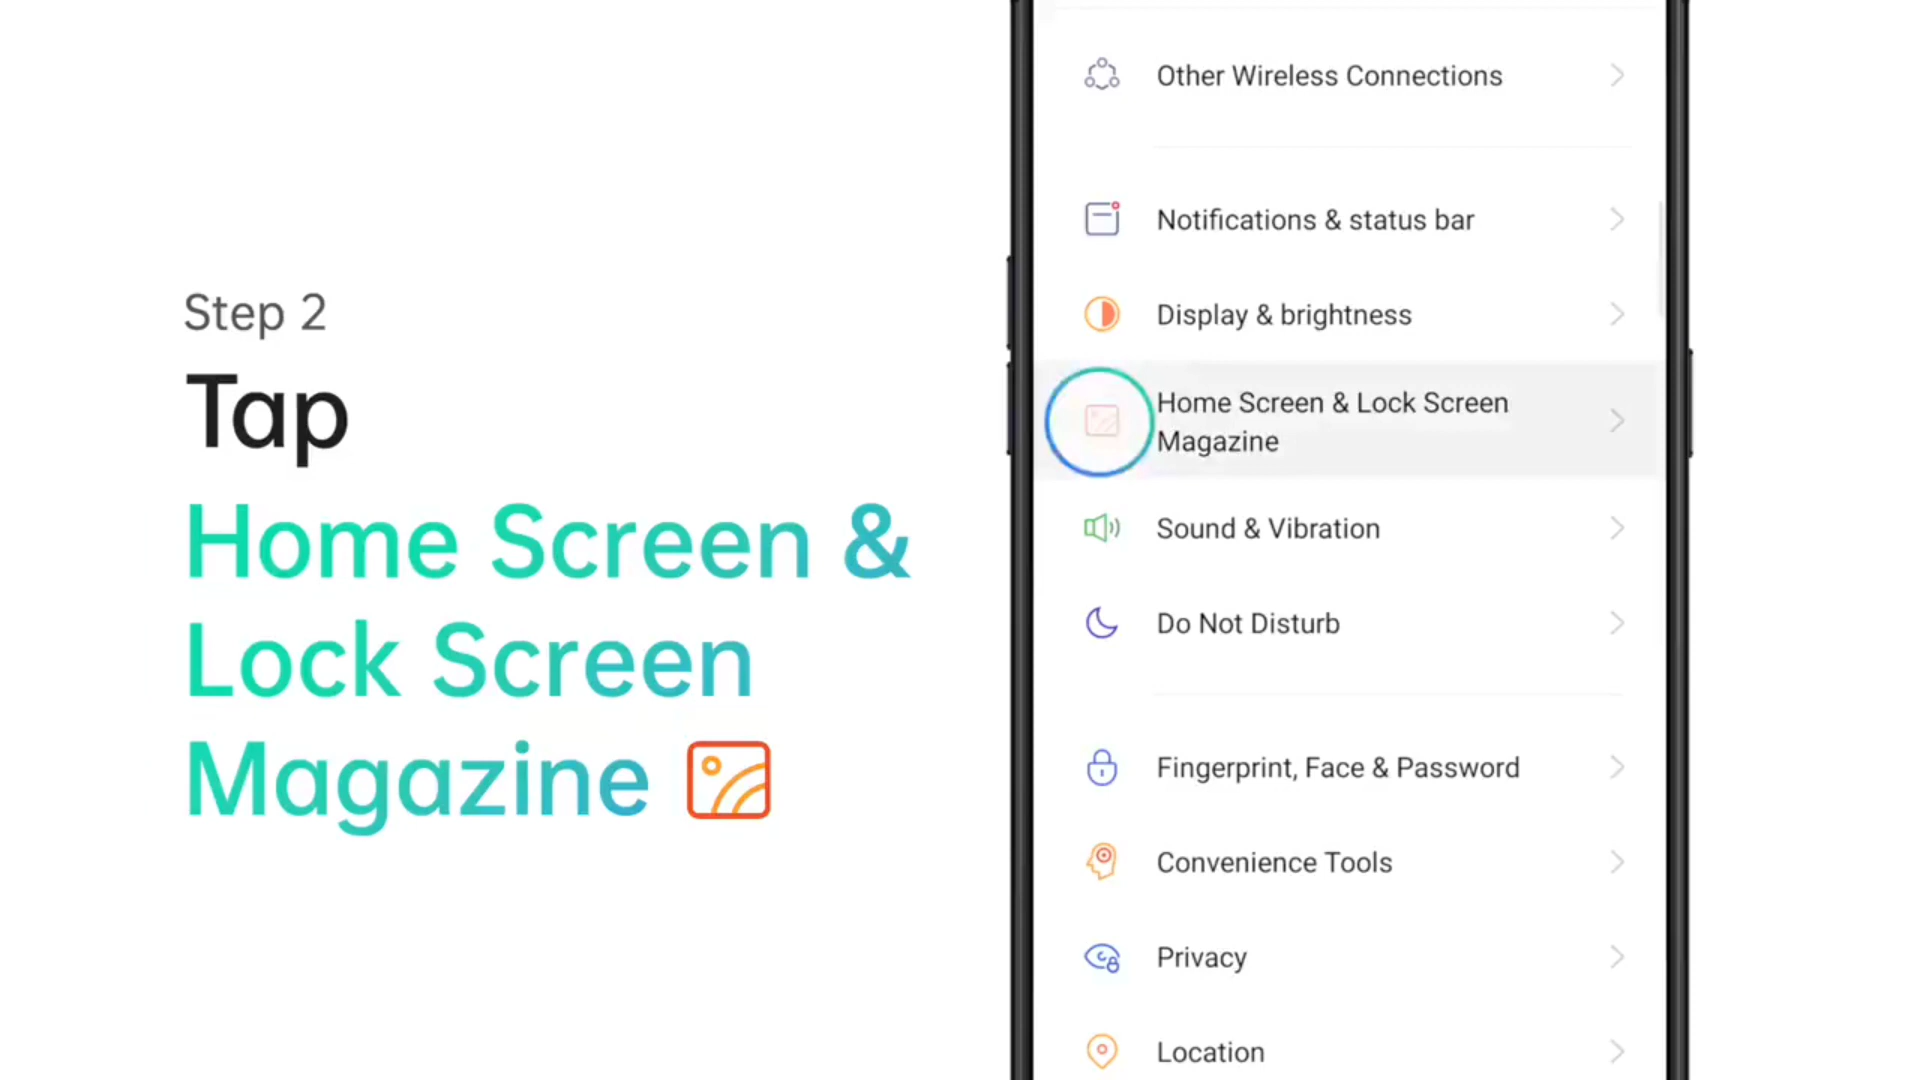 Step 2
Tap
Home Screen &
Lock Screen
Magazine
Other Wireless Connections
Notifications & status bar
Display & brightness
Home Screen & Lock Screen
Magazine
Sound & Vibration
Do Not Disturb
Fingerprint, Face & Password
Convenience Tools
Privacy
Location